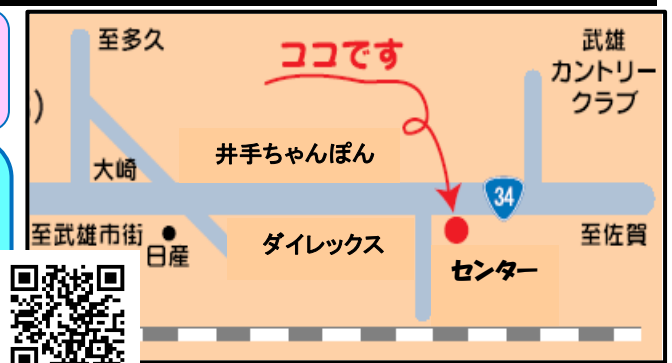 至多久
ココです
武雄
カントリー
クラブ
)
井手ちゃんぽん
大崎
34
至武雄市街
日産
ダイレックス
センター
至佐賀